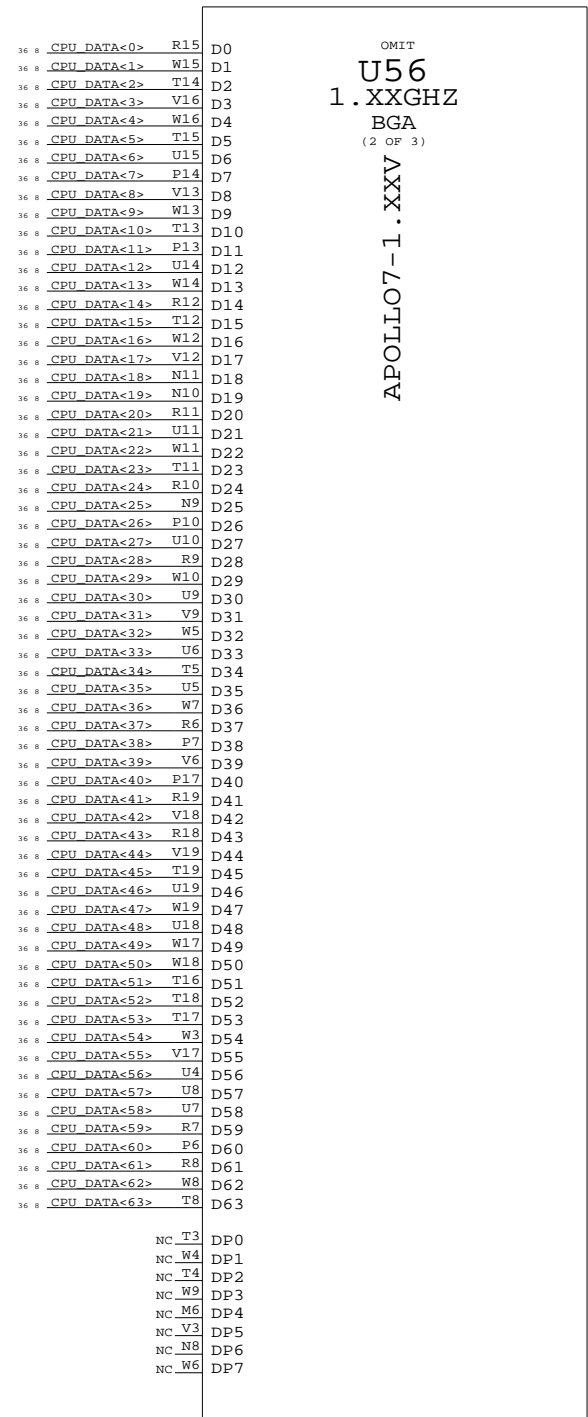 OMIT
U56
1.XXGHZ
BGA
(2 OF 3)
APOLLO7-1.XXV
36 8 CPU_DATA<0> R15 D0
36 8 CPU_DATA<1> W15 D1
36 8 CPU_DATA<2> T14 D2
36 8 CPU_DATA<3> V16 D3
36 8 CPU_DATA<4> W16 D4
36 8 CPU_DATA<5> T15 D5
36 8 CPU_DATA<6> U15 D6
36 8 CPU_DATA<7> P14 D7
36 8 CPU_DATA<8> V13 D8
36 8 CPU_DATA<9> W13 D9
36 8 CPU_DATA<10> T13 D10
36 8 CPU_DATA<11> P13 D11
36 8 CPU_DATA<12> U14 D12
36 8 CPU_DATA<13> W14 D13
36 8 CPU_DATA<14> R12 D14
36 8 CPU_DATA<15> T12 D15
36 8 CPU_DATA<16> W12 D16
36 8 CPU_DATA<17> V12 D17
36 8 CPU_DATA<18> N11 D18
36 8 CPU_DATA<19> N10 D19
36 8 CPU_DATA<20> R11 D20
36 8 CPU_DATA<21> U11 D21
36 8 CPU_DATA<22> W11 D22
36 8 CPU_DATA<23> T11 D23
36 8 CPU_DATA<24> R10 D24
36 8 CPU_DATA<25> N9 D25
36 8 CPU_DATA<26> P10 D26
36 8 CPU_DATA<27> U10 D27
36 8 CPU_DATA<28> R9 D28
36 8 CPU_DATA<29> W10 D29
36 8 CPU_DATA<30> U9 D30
36 8 CPU_DATA<31> V9 D31
36 8 CPU_DATA<32> W5 D32
36 8 CPU_DATA<33> U6 D33
36 8 CPU_DATA<34> T5 D34
36 8 CPU_DATA<35> U5 D35
36 8 CPU_DATA<36> W7 D36
36 8 CPU_DATA<37> R6 D37
36 8 CPU_DATA<38> P7 D38
36 8 CPU_DATA<39> V6 D39
36 8 CPU_DATA<40> P17 D40
36 8 CPU_DATA<41> R19 D41
36 8 CPU_DATA<42> V18 D42
36 8 CPU_DATA<43> R18 D43
36 8 CPU_DATA<44> V19 D44
36 8 CPU_DATA<45> T19 D45
36 8 CPU_DATA<46> U19 D46
36 8 CPU_DATA<47> W19 D47
36 8 CPU_DATA<48> U18 D48
36 8 CPU_DATA<49> W17 D49
36 8 CPU_DATA<50> W18 D50
36 8 CPU_DATA<51> T16 D51
36 8 CPU_DATA<52> T18 D52
36 8 CPU_DATA<53> T17 D53
36 8 CPU_DATA<54> W3 D54
36 8 CPU_DATA<55> V17 D55
36 8 CPU_DATA<56> U4 D56
36 8 CPU_DATA<57> U8 D57
36 8 CPU_DATA<58> U7 D58
36 8 CPU_DATA<59> R7 D59
36 8 CPU_DATA<60> P6 D60
36 8 CPU_DATA<61> R8 D61
36 8 CPU_DATA<62> W8 D62
36 8 CPU_DATA<63> T8 D63
NC T3 DP0
NC W4 DP1
NC T4 DP2
NC W9 DP3
NC M6 DP4
NC V3 DP5
NC N8 DP6
NC W6 DP7